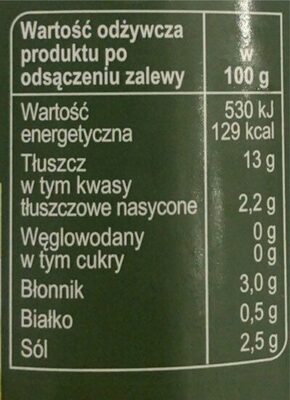 Wartość odżywcza
produktu po
odsączeniu zalewy
w
100 g
Wartość 530 kJ
energetyczna 129 kcal
Tłuszcz 13 g
w tym kwasy
tłuszczowe nasycone 2,2 g
Węglowodany 0 g
w tym cukry 0 g
Błonnik 3,0 g
Białko 0,5 g
Sól 2,5 g